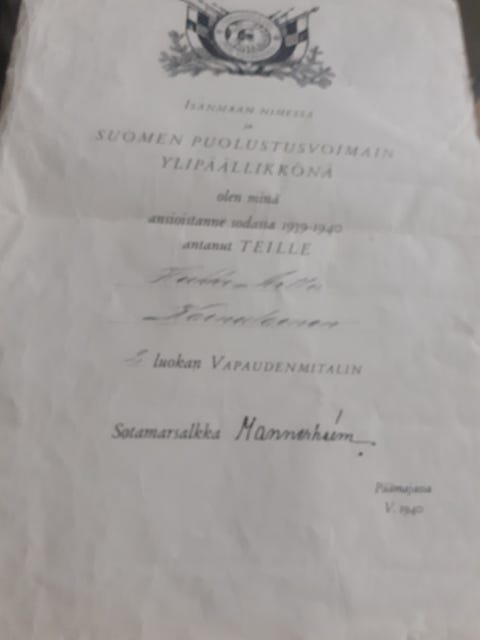 ISÄNMAAN NIMESSÄ
ja
SUOMEN PUOLUSTUSVOIMAIN
YLIPÄÄLLIKKÖNÄ
olen minä
ansioistanne sodassa 1939-1940
antanut TEILLE
luokan VAPAUDENMITALIN
Sotamarsalkka Mannerheim.
Päämajassa
V. 1940